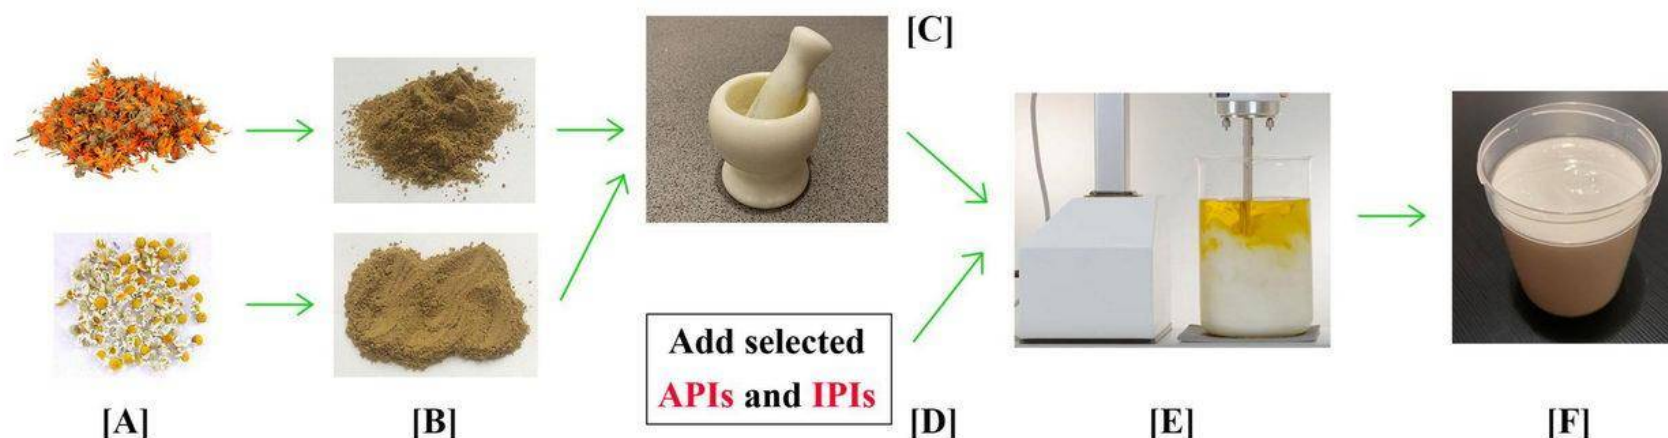 [C]
Add selected
APIs and IPIs
[A]
[B]
[D]
[E]
[F]